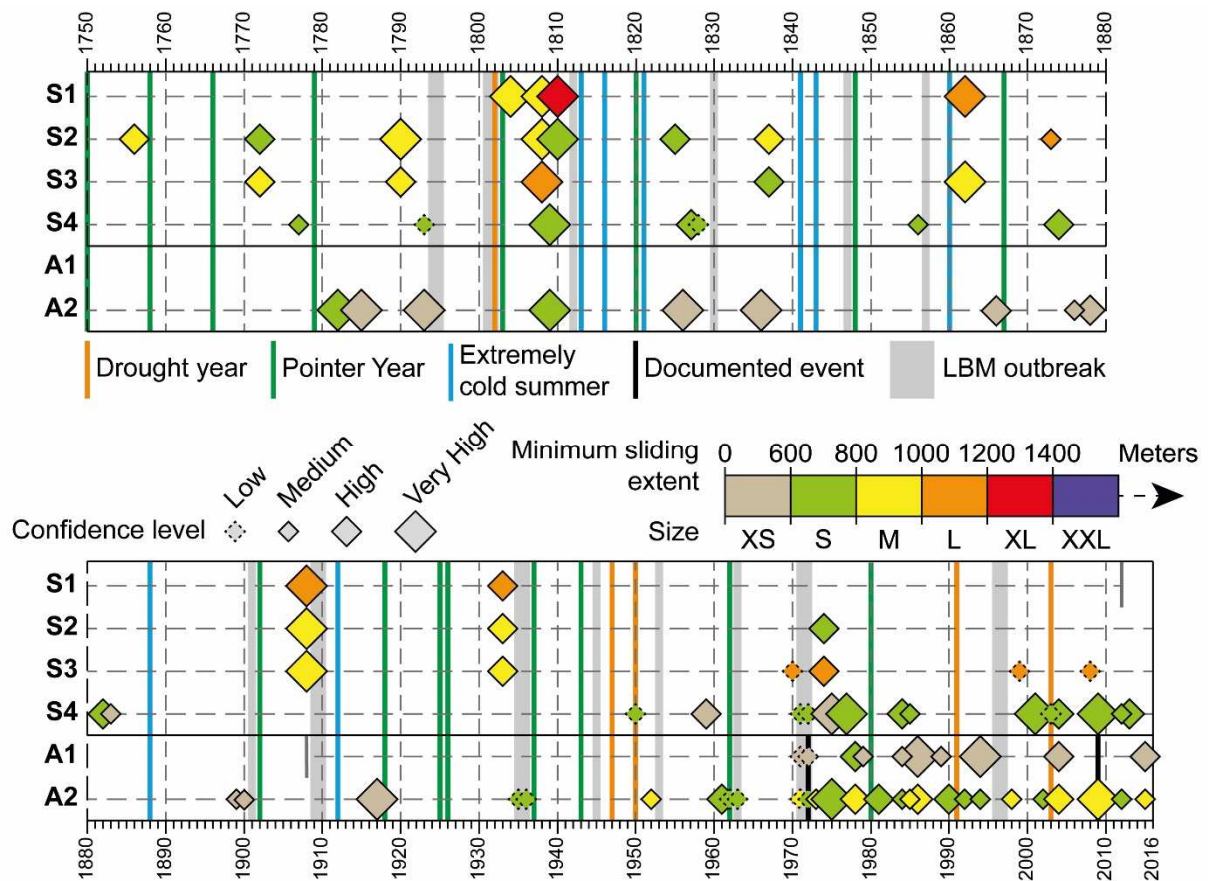 1750 1760 1770 1780 1790 1800 1810 1820 1830 1840 1850 1860 1870 1880
S1
S2
S3
S4
A1
A2
Drought year Pointer Year Extremely cold summer Documented event LBM outbreak
Confidence level Low Medium High Very High
Minimum sliding extent 0 600 800 1000 1200 1400 Meters
Size XS S M L XL XXL
S1
S2
S3
S4
A1
A2
1880 1890 1900 1910 1920 1930 1940 1950 1960 1970 1980 1990 2000 2010 2016